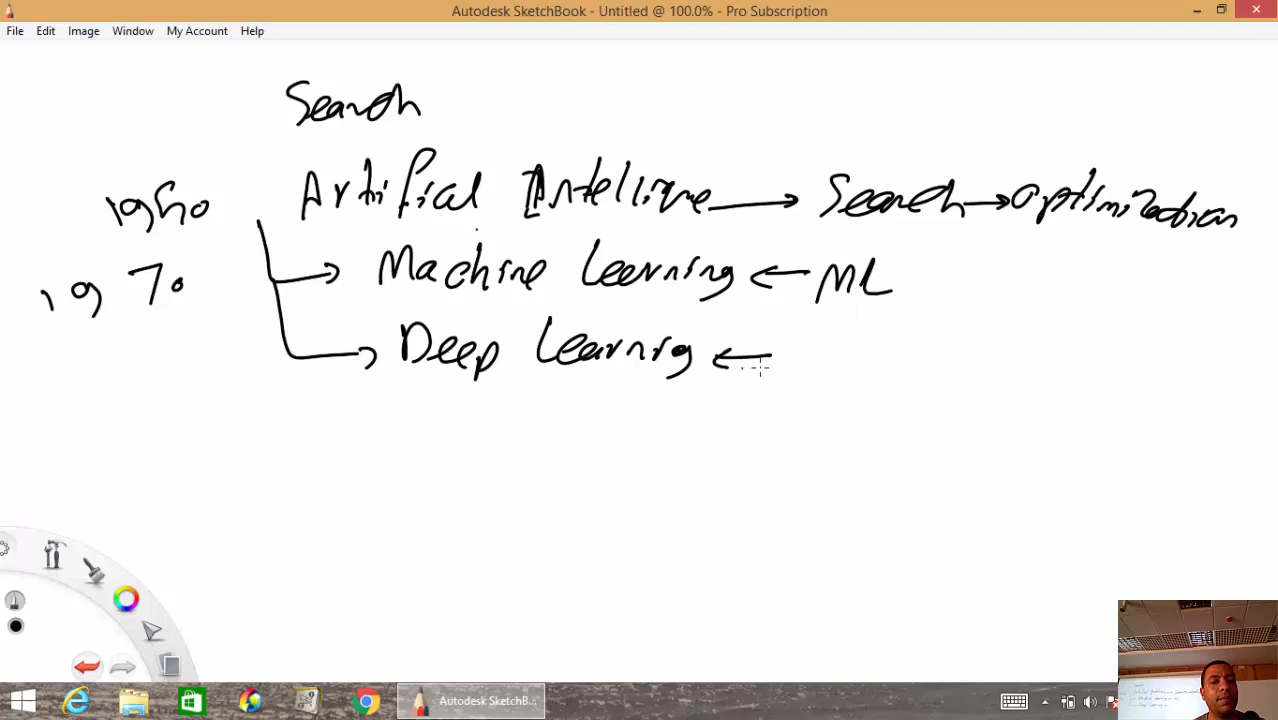 Autodesk SketchBook - Untitled @ 100.0% - Pro Subscription
File Edit Image Window My Account Help
Search
1950 Artificial Intelligence → Search → optimization
1970 Machine Learning ← ML
Deep Learning ←
Autodesk SketchB...